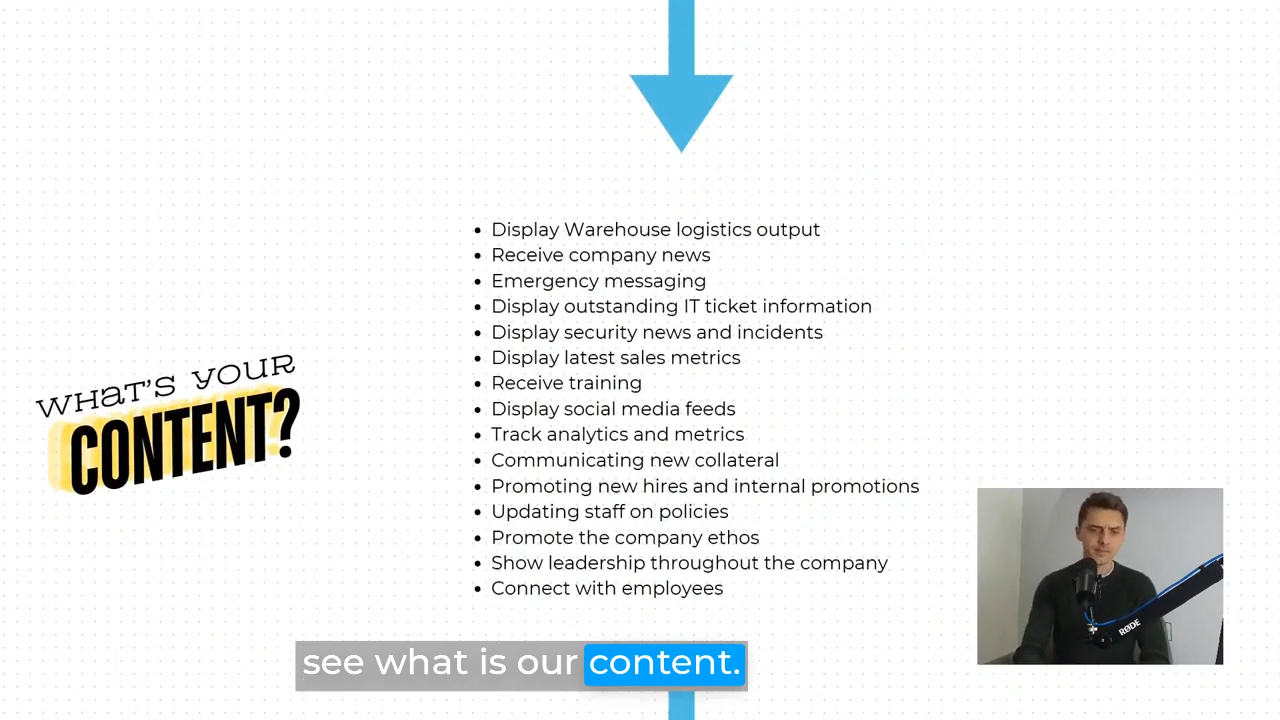 • Display Warehouse logistics output
• Receive company news
• Emergency messaging
• Display outstanding IT ticket information
• Display security news and incidents
• Display latest sales metrics
• Receive training
• Display social media feeds
• Track analytics and metrics
• Communicating new collateral
• Promoting new hires and internal promotions
• Updating staff on policies
• Promote the company ethos
• Show leadership throughout the company
• Connect with employees
WHaT'S YOUR
CONTENT?
RØDE
see what is our content.